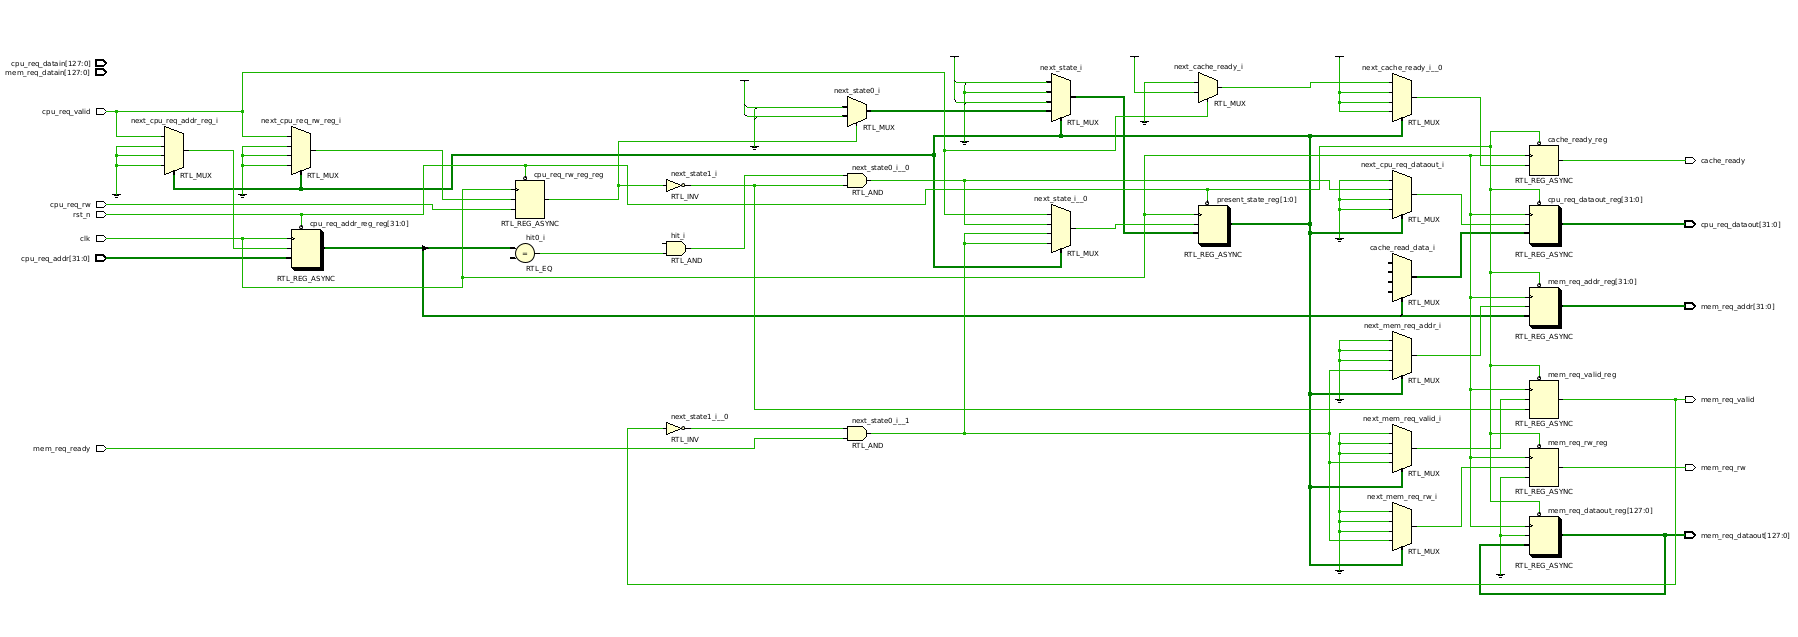 cpu_req_datain[127:0]
mem_req_datain[127:0]
next_state_i
next_cache_ready_i
next_cache_ready_i__0
next_state0_i
RTL_MUX
cpu_req_valid
next_cpu_req_addr_reg_i
next_cpu_req_rw_reg_i
RTL_MUX
RTL_MUX
RTL_MUX
RTL_MUX
cache_ready_reg
cache_ready
next_cpu_req_dataout_i
next_state0_i__0
RTL_MUX
RTL_MUX
cpu_req_rw_reg_reg
next_state1_i
RTL_INV
RTL_AND
RTL_REG_ASYNC
next_state_i__0
present_state_reg[1:0]
cpu_req_dataout_reg[31:0]
cpu_req_rw
rst_n
cpu_req_addr_reg_reg[31:0]
RTL_REG_ASYNC
RTL_MUX
cpu_req_dataout[31:0]
clk
hit0_i
hit_i
cache_read_data_i
cpu_req_addr[31:0]
=
RTL_EQ
RTL_AND
RTL_MUX
RTL_REG_ASYNC
RTL_REG_ASYNC
RTL_REG_ASYNC
mem_req_addr_reg[31:0]
RTL_MUX
mem_req_addr[31:0]
next_mem_req_addr_i
RTL_REG_ASYNC
mem_req_valid_reg
RTL_MUX
mem_req_valid
next_state1_i__0
next_state0_i__1
next_mem_req_valid_i
RTL_REG_ASYNC
RTL_INV
RTL_AND
mem_req_rw_reg
mem_req_ready
RTL_MUX
mem_req_rw
RTL_REG_ASYNC
next_mem_req_rw_i
mem_req_dataout_reg[127:0]
mem_req_dataout[127:0]
RTL_MUX
RTL_REG_ASYNC